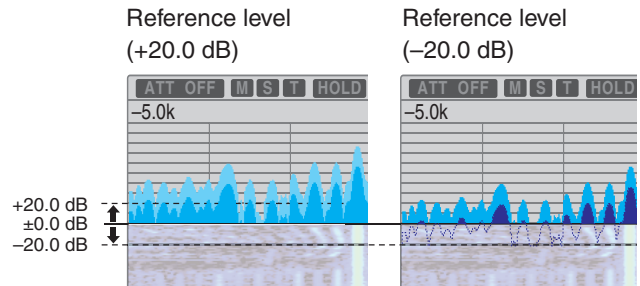 Reference level
(+20.0 dB)
Reference level
(–20.0 dB)
ATT OFF M S T HOLD
–5.0k
ATT OFF M S T HOLD
–5.0k
+20.0 dB
±0.0 dB
–20.0 dB